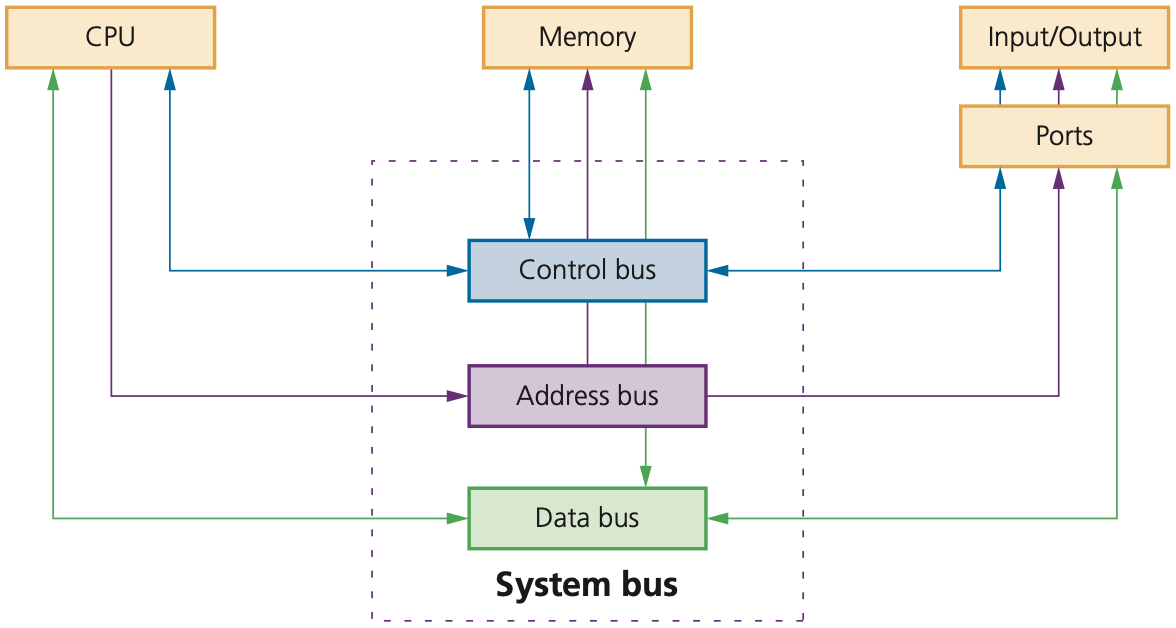 CPU
Memory
Input/Output
Ports
Control bus
Address bus
Data bus
System bus